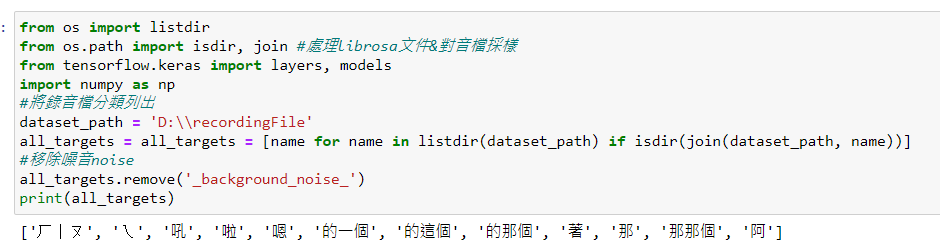 :
from os import listdir
from os.path import isdir, join #處理librosa文件&對音檔採樣
from tensorflow.keras import layers, models
import numpy as np
#將錄音檔分類列出
dataset_path = 'D:\\recordingFile'
all_targets = all_targets = [name for name in listdir(dataset_path) if isdir(join(dataset_path, name))]
#移除噪音noise
all_targets.remove('_background_noise_')
print(all_targets)
['ㄏㄧㄡ', 'ㄟ', '吼', '啦', '嗯', '的一個', '的這個', '的那個', '著', '那', '那那個', '阿']